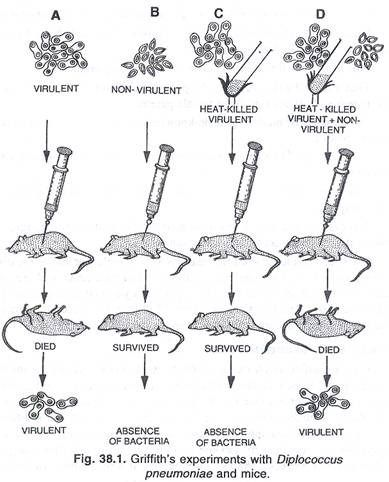 A B C D
VIRULENT
NON-VIRULENT
HEAT-KILLED
VIRULENT
HEAT - KILLED
VIRUENT + NON-
VIRULENT
DIED
SURVIVED
SURVIVED
DIED
VIRULENT
ABSENCE
OF BACTERIA
ABSENCE
OF BACTERIA
VIRULENT
Fig. 38.1. Griffith's experiments with Diplococcus
pneumoniae and mice.